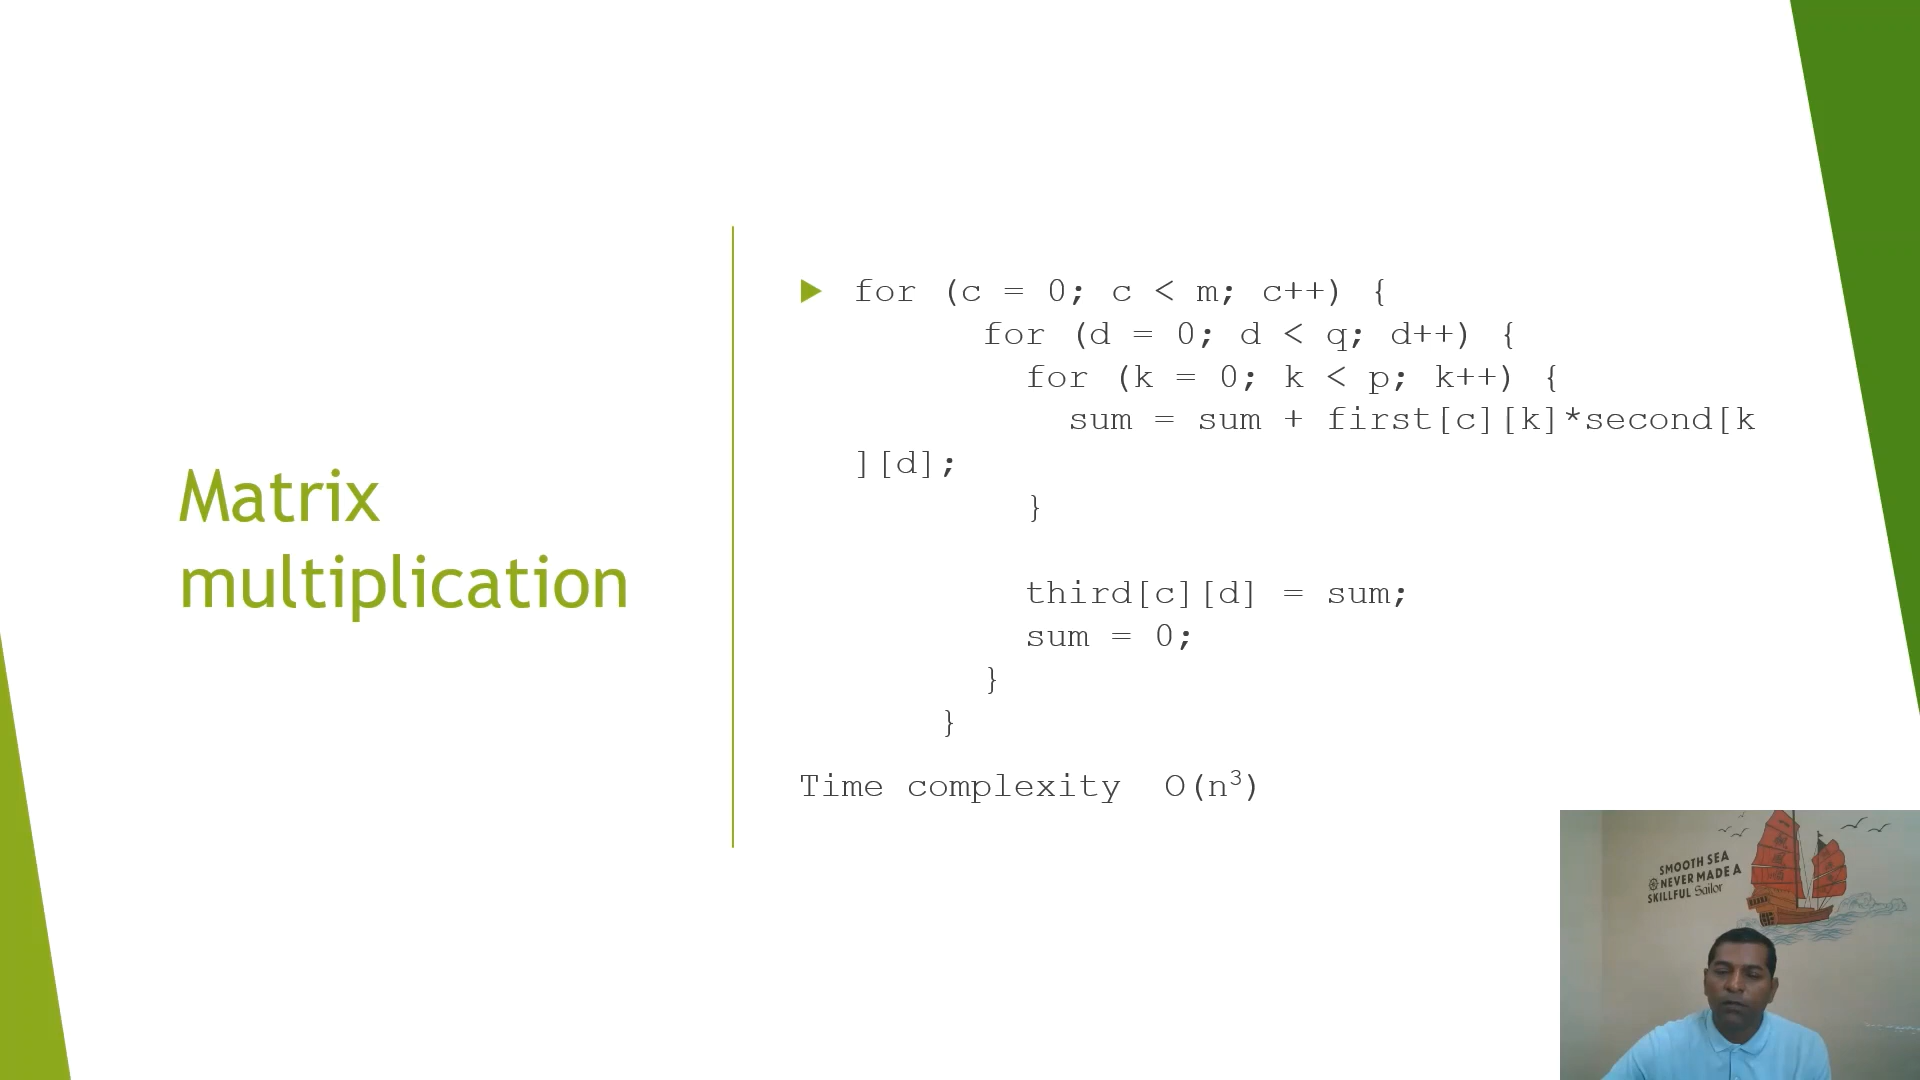 Matrix
multiplication
for (c = 0; c < m; c++) {
for (d = 0; d < q; d++) {
for (k = 0; k < p; k++) {
sum = sum + first[c][k]*second[k
][d];
}
third[c][d] = sum;
sum = 0;
}
}
Time complexity O(n³)
SMOOTH SEA
NEVER MADE A
SKILLFUL Sailor